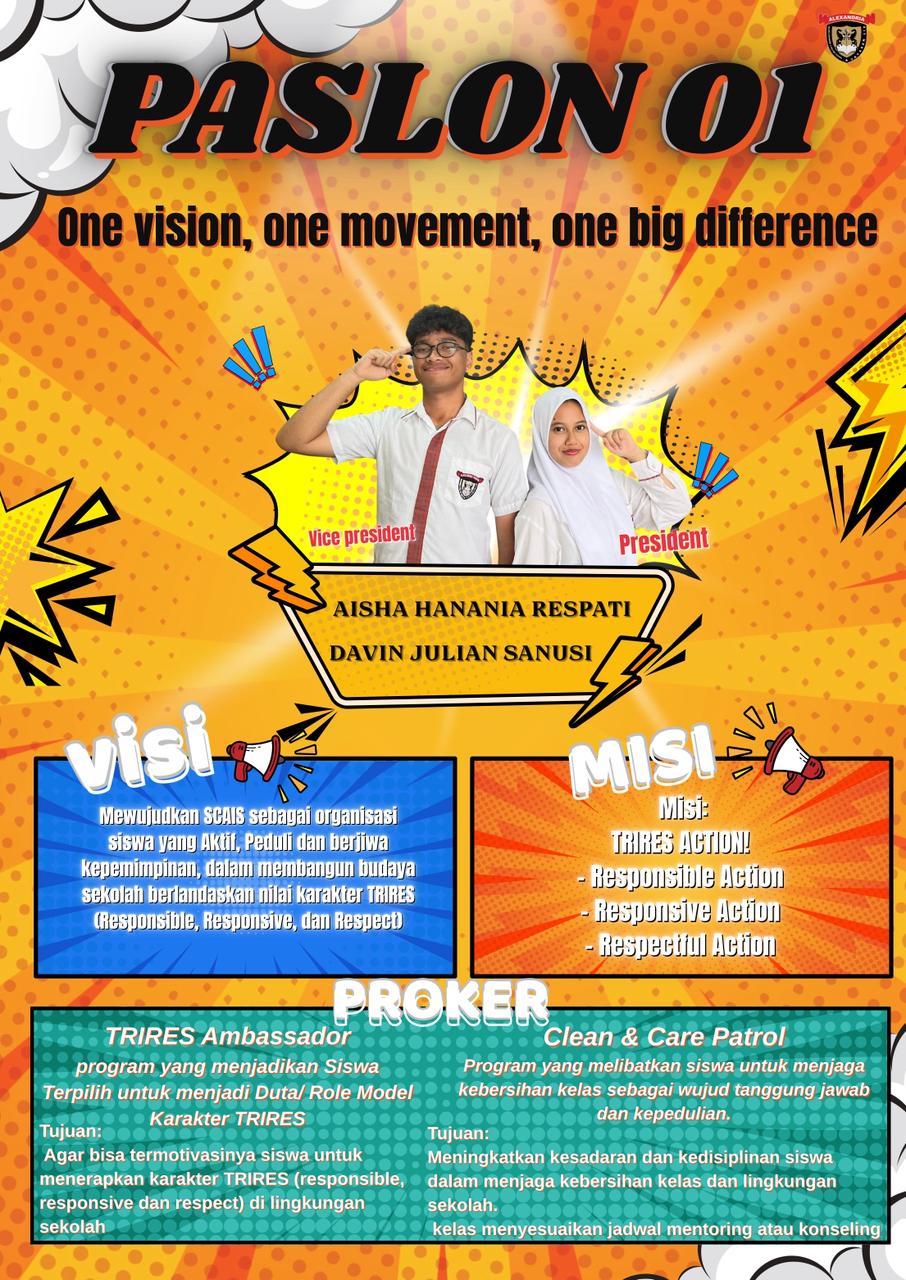 ALEXANDRIA
PASLON 01
One vision, one movement, one big difference
Vice president
President
AISHA HANANIA RESPATI
DAVIN JULIAN SANUSI
VISI
Mewujudkan SCAIS sebagai organisasi
siswa yang Aktif, Peduli dan berjiwa
kepemimpinan, dalam membangun budaya
sekolah berlandaskan nilai karakter TRIRES
(Responsible, Responsive, dan Respect)
MISI
Misi:
TRIRES ACTION!
- Responsible Action
- Responsive Action
- Respectful Action
PROKER
TRIRES Ambassador
program yang menjadikan Siswa
Terpilih untuk menjadi Duta/ Role Model
Karakter TRIRES
Tujuan:
Agar bisa termotivasinya siswa untuk
menerapkan karakter TRIRES (responsible,
responsive dan respect) di lingkungan
sekolah
Clean & Care Patrol
Program yang melibatkan siswa untuk menjaga
kebersihan kelas sebagai wujud tanggung jawab
dan kepedulian.
Tujuan:
Meningkatkan kesadaran dan kedisiplinan siswa
dalam menjaga kebersihan kelas dan lingkungan
sekolah.
kelas menyesuaikan jadwal mentoring atau konseling